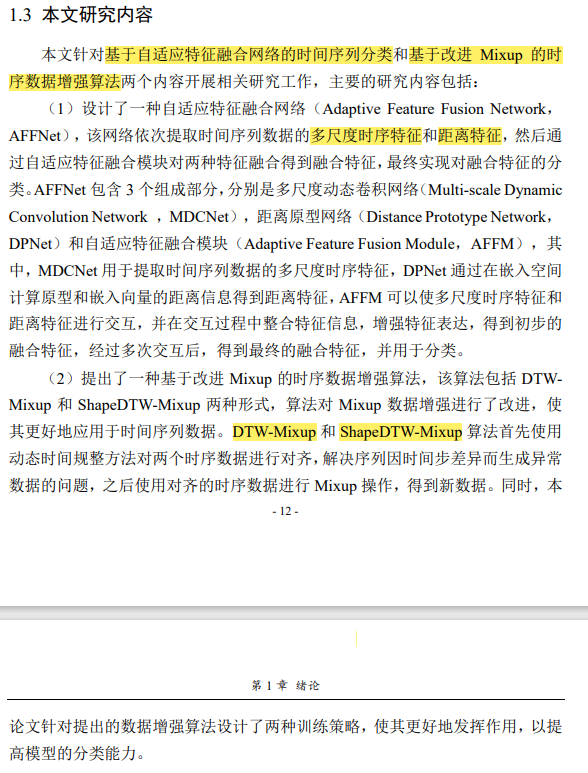 1.3 本文研究内容
本文针对基于自适应特征融合网络的时间序列分类和基于改进 Mixup 的时
序数据增强算法两个内容开展相关研究工作，主要的研究内容包括：
（1）设计了一种自适应特征融合网络（Adaptive Feature Fusion Network，
AFFNet），该网络依次提取时间序列数据的多尺度时序特征和距离特征，然后通
过自适应特征融合模块对两种特征融合得到融合特征，最终实现对融合特征的分
类。AFFNet 包含 3 个组成部分，分别是多尺度动态卷积网络（Multi-scale Dynamic
Convolution Network ，MDCNet），距离原型网络（Distance Prototype Network，
DPNet）和自适应特征融合模块（Adaptive Feature Fusion Module，AFFM），其
中，MDCNet 用于提取时间序列数据的多尺度时序特征，DPNet 通过在嵌入空间
计算原型和嵌入向量的距离信息得到距离特征，AFFM 可以使多尺度时序特征和
距离特征进行交互，并在交互过程中整合特征信息，增强特征表达，得到初步的
融合特征，经过多次交互后，得到最终的融合特征，并用于分类。
（2）提出了一种基于改进 Mixup 的时序数据增强算法，该算法包括 DTW-
Mixup 和 ShapeDTW-Mixup 两种形式，算法对 Mixup 数据增强进行了改进，使
其更好地应用于时间序列数据。DTW-Mixup 和 ShapeDTW-Mixup 算法首先使用
动态时间规整方法对两个时序数据进行对齐，解决序列因时间步差异而生成异常
数据的问题，之后使用对齐的时序数据进行 Mixup 操作，得到新数据。同时，本
- 12 -
第 1 章 绪论
论文针对提出的数据增强算法设计了两种训练策略，使其更好地发挥作用，以提
高模型的分类能力。